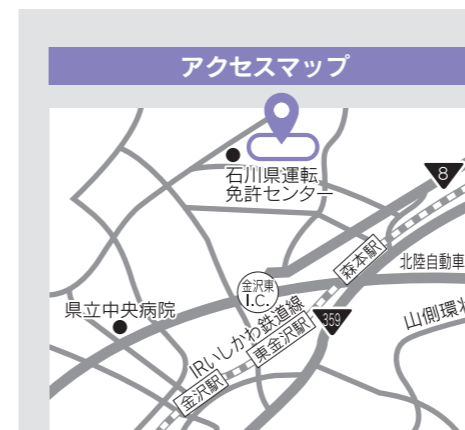 アクセスマップ
石川県運転
免許センター
8
森本駅
北陸自動車
金沢東
I.C.
県立中央病院
IRいしかわ鉄道線
359
東金沢駅
山側環状
金沢駅